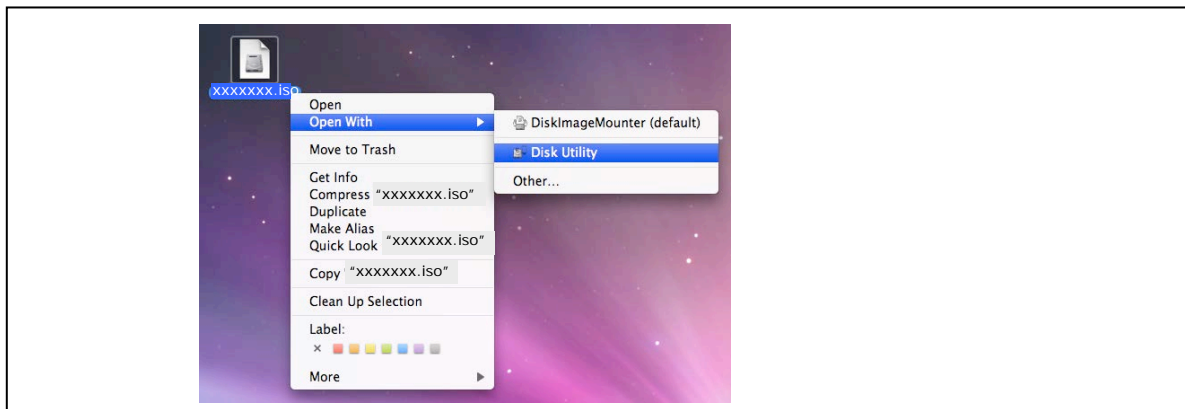 xxxxxxx.iso
Open
Open With
DiskImageMounter (default)
Disk Utility
Other...
Move to Trash
Get Info
Compress “xxxxxxx.iso”
Duplicate
Make Alias
Quick Look “xxxxxxx.iso”
Copy “xxxxxxx.iso”
Clean Up Selection
Label:
×
More